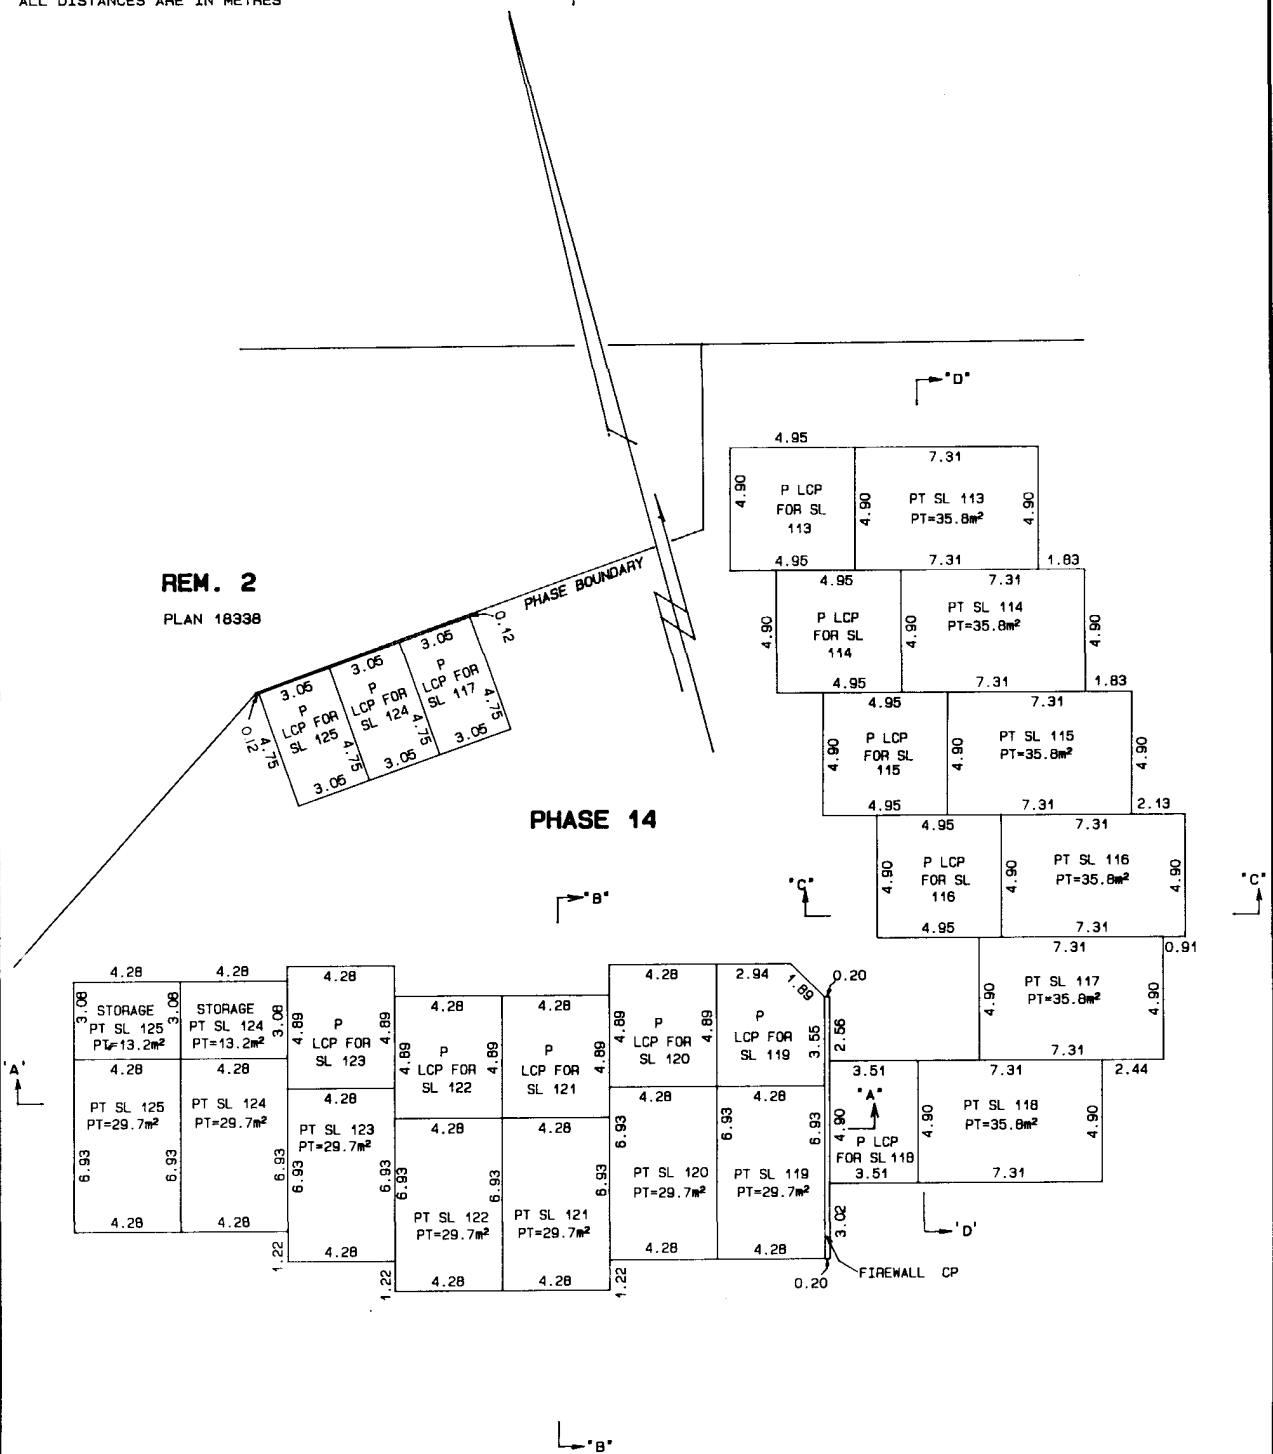 ALL DISTANCES ARE IN METRES
"D"
4.95
7.31
4.90
P LCP
FOR SL
113
4.90
PT SL 113
PT=35.8m²
4.90
4.95
7.31
1.83
PHASE BOUNDARY
REM. 2
PLAN 18338
4.95
7.31
4.90
P LCP
FOR SL
114
4.90
PT SL 114
PT=35.8m²
4.90
4.95
7.31
1.83
0.12
3.05
3.05
3.05
P
LCP FOR
SL 125
P
LCP FOR
SL 124
P
LCP FOR
SL 117
0.12
4.75
4.75
4.75
4.75
3.05
3.05
3.05
4.95
7.31
4.90
P LCP
FOR SL
115
4.90
PT SL 115
PT=35.8m²
4.90
4.95
7.31
2.13
PHASE 14
4.95
7.31
4.90
P LCP
FOR SL
116
4.90
PT SL 116
PT=35.8m²
4.90
4.95
7.31
0.91
"B"
"C"
"C"
7.31
4.90
PT SL 117
PT=35.8m²
4.90
7.31
2.44
4.28
4.28
4.28
4.28
4.28
4.28
2.94
1.89
0.20
3.08
STORAGE
PT SL 125
PT=13.2m²
3.08
STORAGE
PT SL 124
PT=13.2m²
3.08
4.89
P
LCP FOR
SL 123
4.89
4.89
P
LCP FOR
SL 122
4.89
P
LCP FOR
SL 121
4.89
4.89
P
LCP FOR
SL 120
4.89
P
LCP FOR
SL 119
3.55
2.56
'A'
4.28
4.28
4.28
4.28
4.28
4.28
4.28
3.51
7.31
PT SL 125
PT=29.7m²
PT SL 124
PT=29.7m²
PT SL 123
PT=29.7m²
PT SL 122
PT=29.7m²
PT SL 121
PT=29.7m²
PT SL 120
PT=29.7m²
PT SL 119
PT=29.7m²
6.93
6.93
6.93
6.93
6.93
6.93
6.93
6.93
6.93
6.93
4.90
"A"
P LCP
FOR SL 118
3.51
4.90
PT SL 118
PT=35.8m²
4.90
7.31
4.28
4.28
1.22
4.28
1.22
4.28
4.28
1.22
4.28
4.28
3.02
'D'
0.20
FIREWALL CP
"B"